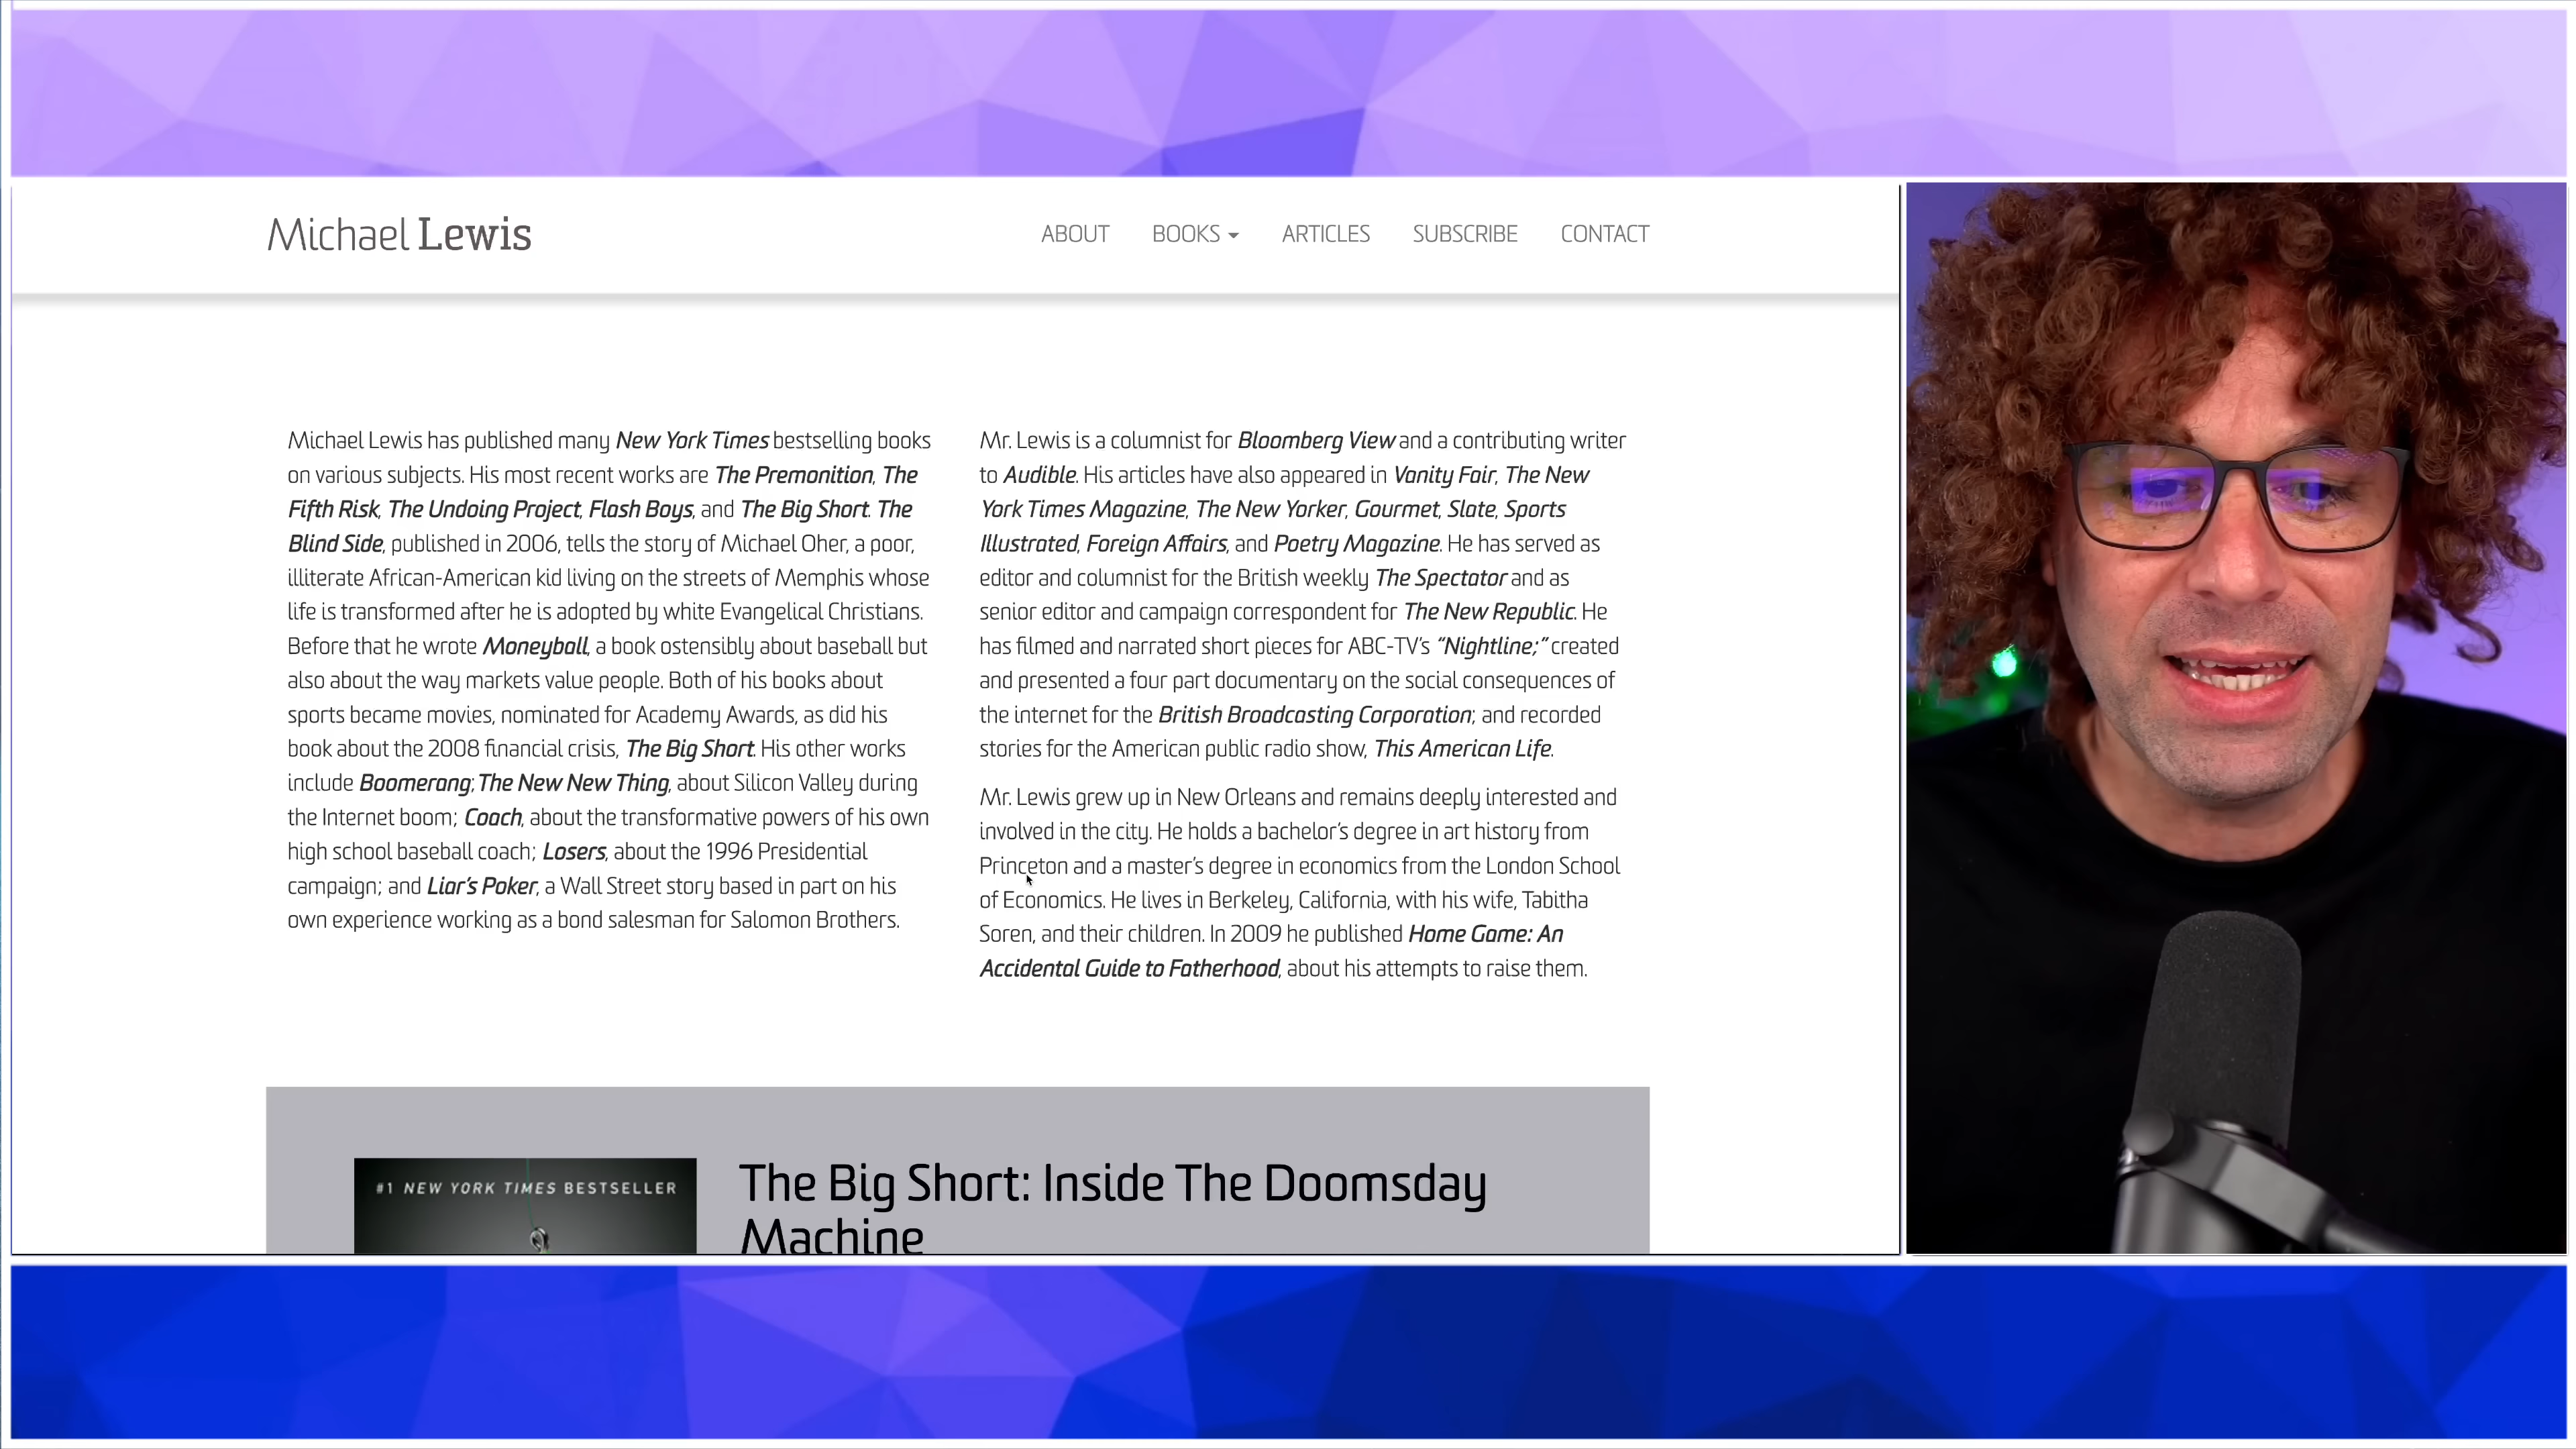 Michael Lewis
ABOUT BOOKS ARTICLES SUBSCRIBE CONTACT
Michael Lewis has published many New York Times bestselling books
on various subjects. His most recent works are The Premonition, The
Fifth Risk, The Undoing Project, Flash Boys, and The Big Short. The
Blind Side, published in 2006, tells the story of Michael Oher, a poor,
illiterate African-American kid living on the streets of Memphis whose
life is transformed after he is adopted by white Evangelical Christians.
Before that he wrote Moneyball, a book ostensibly about baseball but
also about the way markets value people. Both of his books about
sports became movies, nominated for Academy Awards, as did his
book about the 2008 financial crisis, The Big Short. His other works
include Boomerang; The New New Thing, about Silicon Valley during
the Internet boom; Coach, about the transformative powers of his own
high school baseball coach; Losers, about the 1996 Presidential
campaign; and Liar's Poker, a Wall Street story based in part on his
own experience working as a bond salesman for Salomon Brothers.
Mr. Lewis is a columnist for Bloomberg View and a contributing writer
to Audible. His articles have also appeared in Vanity Fair, The New
York Times Magazine, The New Yorker, Gourmet, Slate, Sports
Illustrated, Foreign Affairs, and Poetry Magazine. He has served as
editor and columnist for the British weekly The Spectator and as
senior editor and campaign correspondent for The New Republic. He
has filmed and narrated short pieces for ABC-TV's “Nightline;” created
and presented a four part documentary on the social consequences of
the internet for the British Broadcasting Corporation; and recorded
stories for the American public radio show, This American Life.
Mr. Lewis grew up in New Orleans and remains deeply interested and
involved in the city. He holds a bachelor's degree in art history from
Princeton and a master's degree in economics from the London School
of Economics. He lives in Berkeley, California, with his wife, Tabitha
Soren, and their children. In 2009 he published Home Game: An
Accidental Guide to Fatherhood, about his attempts to raise them.
#1 NEW YORK TIMES BESTSELLER
The Big Short: Inside The Doomsday
Machine